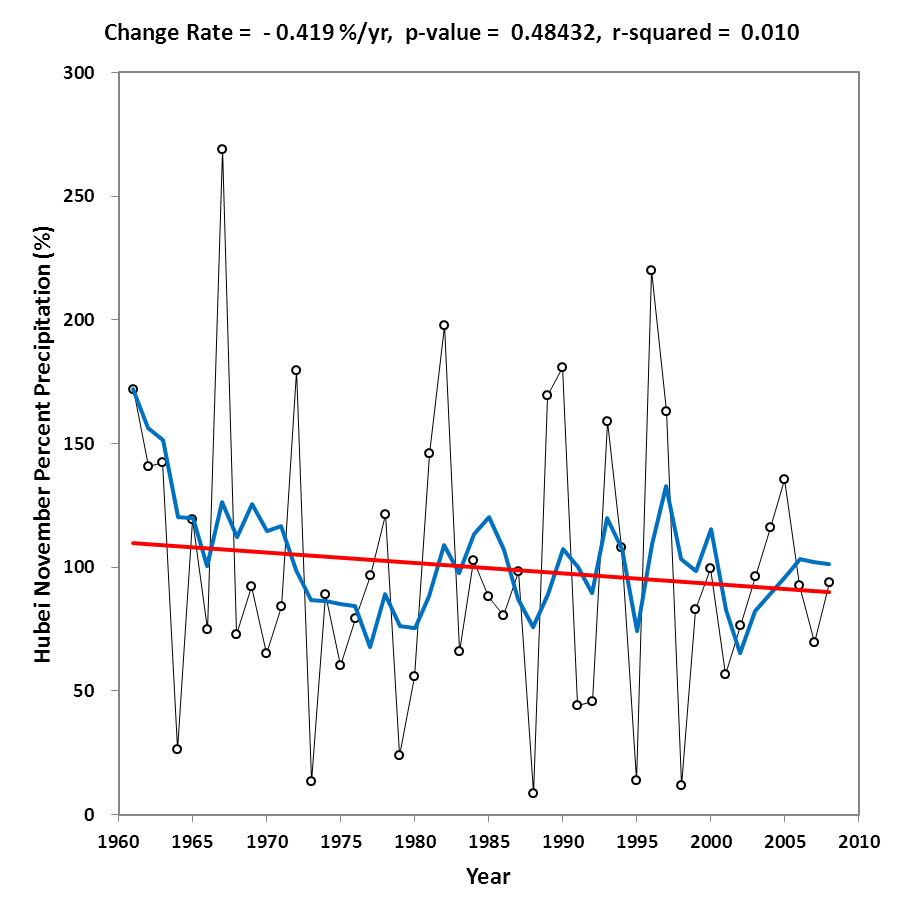 Change Rate = - 0.419 %/yr, p-value = 0.48432, r-squared = 0.010
300
250
200
150
100
50
0
Hubei November Percent Precipitation (%)
1960 1965 1970 1975 1980 1985 1990 1995 2000 2005 2010
Year